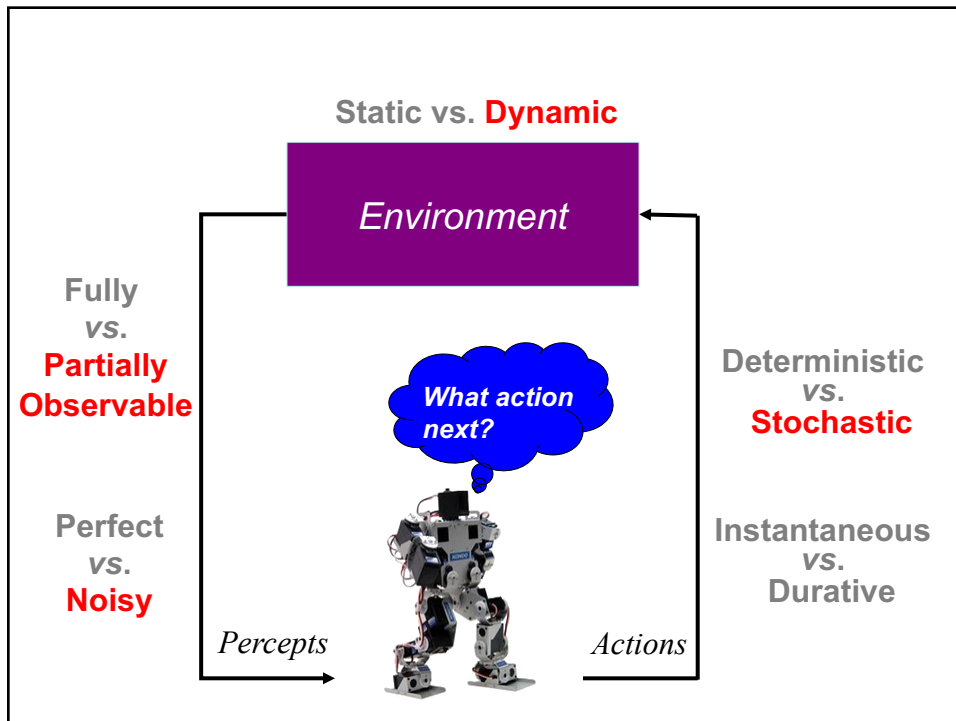 Static vs. Dynamic
Environment
Fully
vs.
Partially
Observable
What action
next?
Deterministic
vs.
Stochastic
Perfect
vs.
Noisy
Instantaneous
vs.
Durative
KONDO
Percepts
Actions